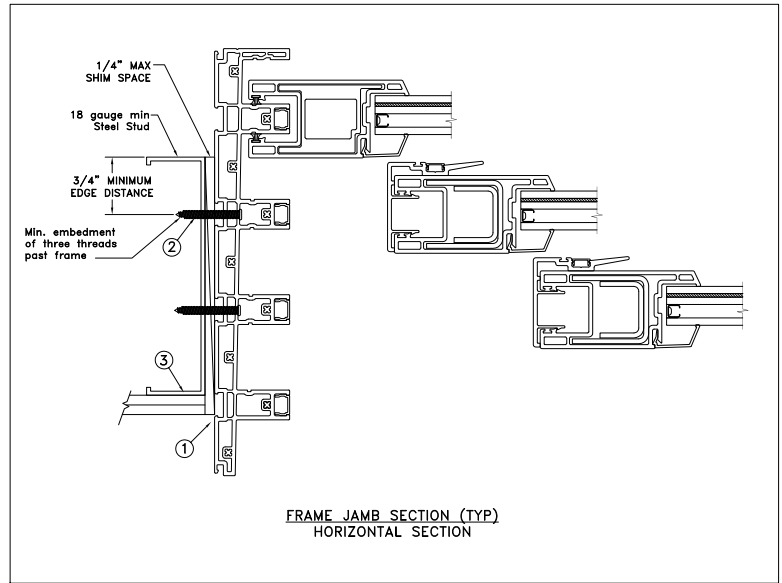 1/4" MAX
SHIM SPACE
18 gauge min
Steel Stud
3/4" MINIMUM
EDGE DISTANCE
Min. embedment
of three threads
past frame
2
3
1
FRAME JAMB SECTION (TYP)
HORIZONTAL SECTION